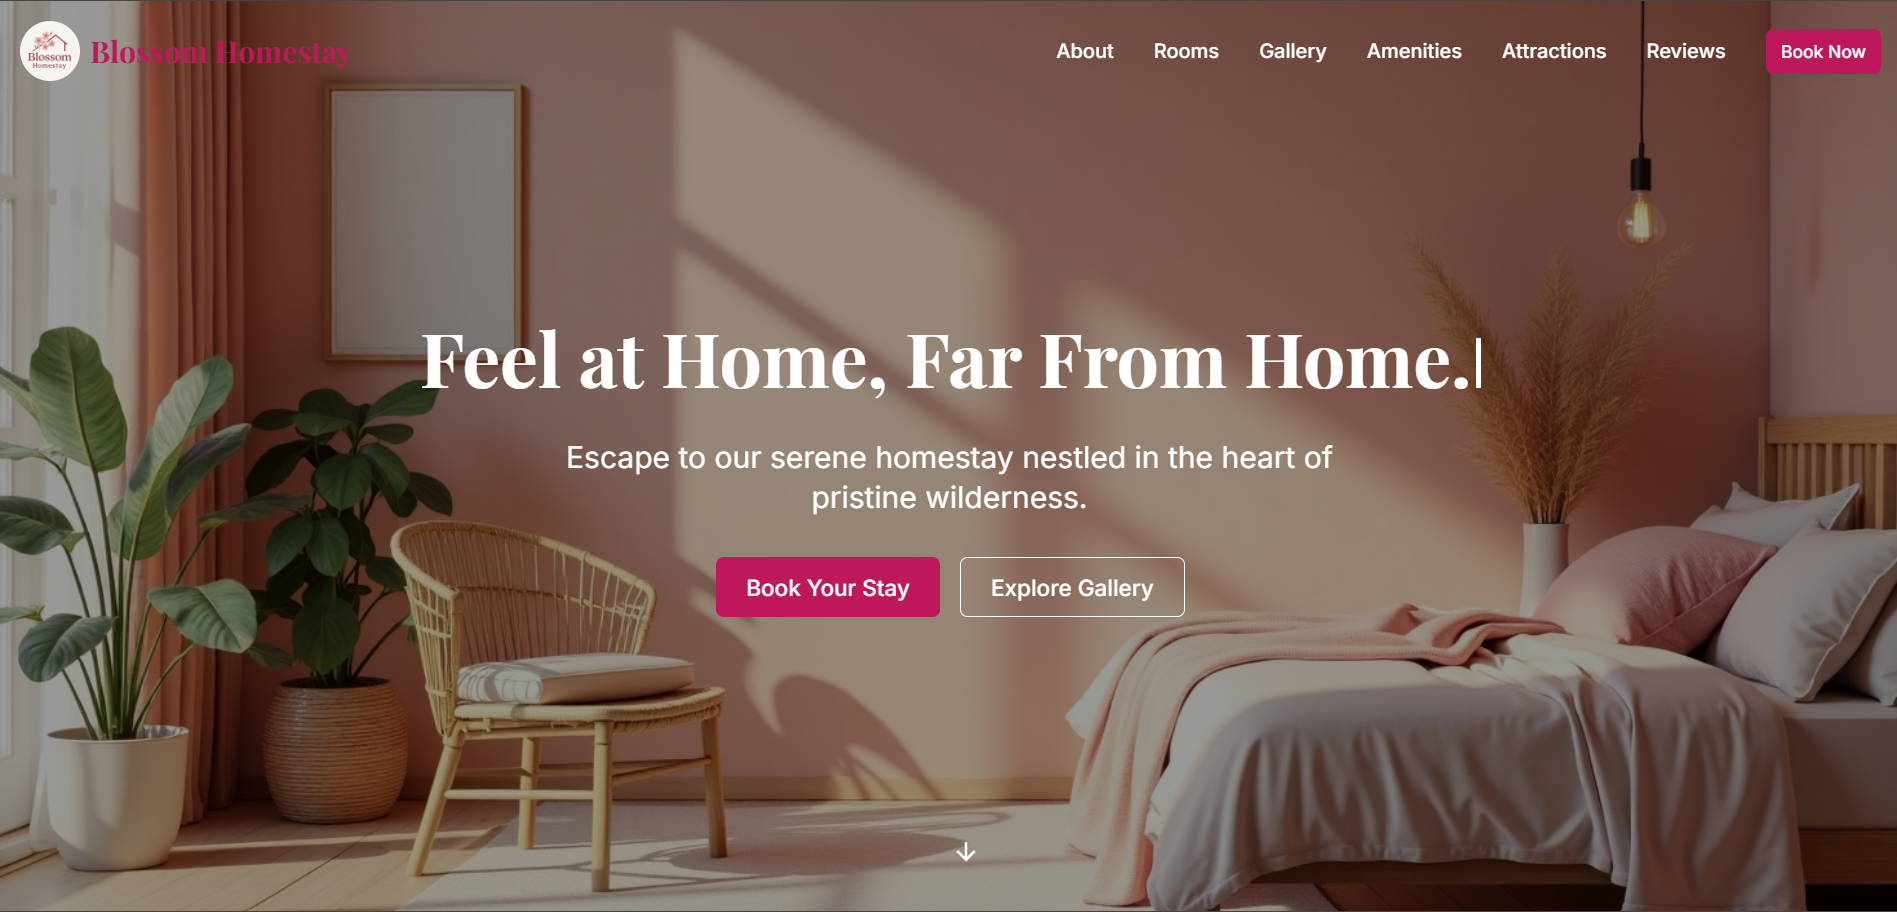 Blossom
Homestay
Blossom Homestay
About
Rooms
Gallery
Amenities
Attractions
Reviews
Book Now
Feel at Home, Far From Home.
Escape to our serene homestay nestled in the heart of
pristine wilderness.
Book Your Stay
Explore Gallery